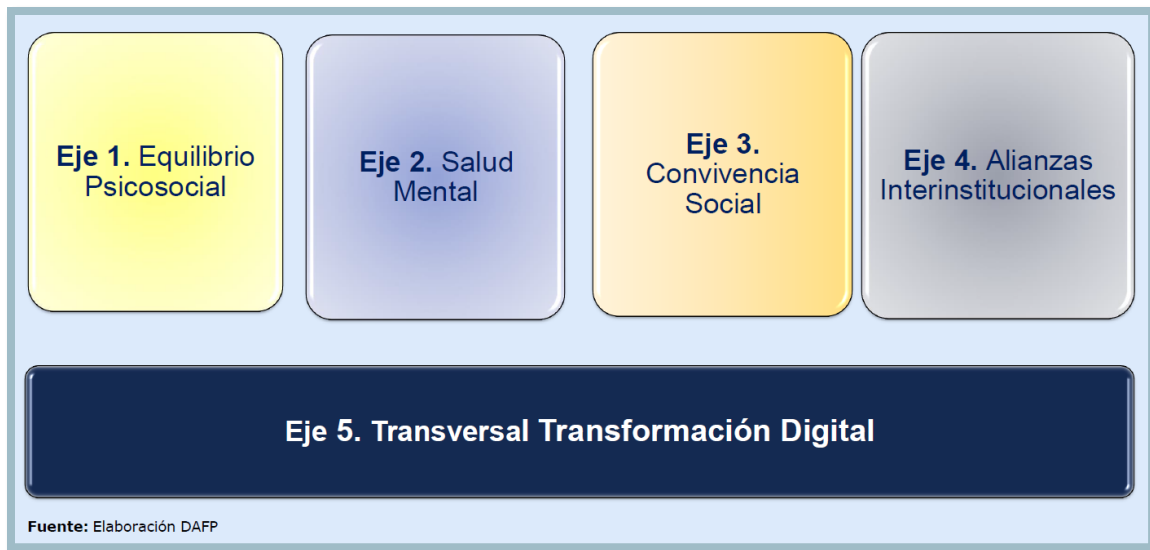 Eje 1. Equilibrio
Psicosocial
Eje 2. Salud
Mental
Eje 3.
Convivencia
Social
Eje 4. Alianzas
Interinstitucionales
Eje 5. Transversal Transformación Digital
Fuente: Elaboración DAFP